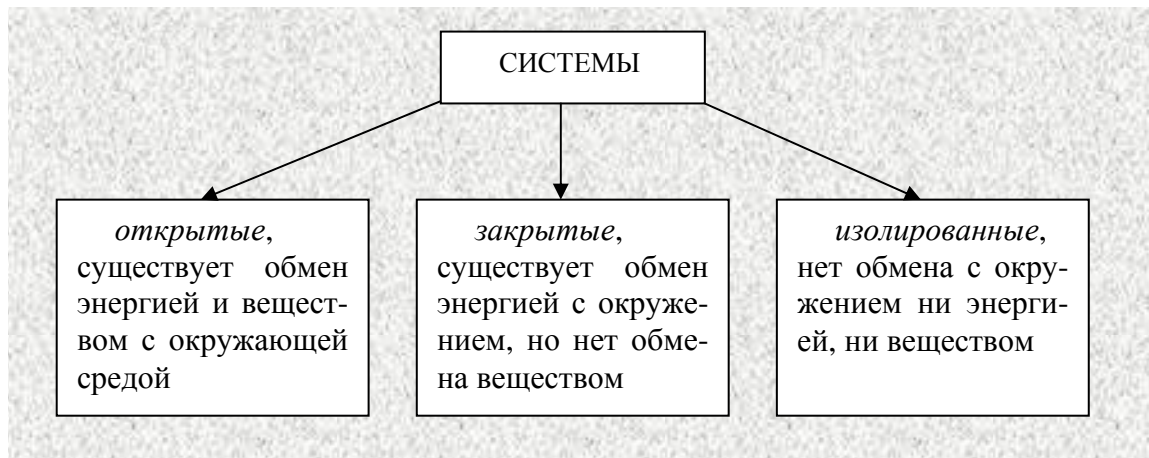 СИСТЕМЫ
открытые,
существует обмен
энергией и вещест-
вом с окружающей
средой
закрытые,
существует обмен
энергией с окруже-
нием, но нет обме-
на веществом
изолированные,
нет обмена с окру-
жением ни энерги-
ей, ни веществом